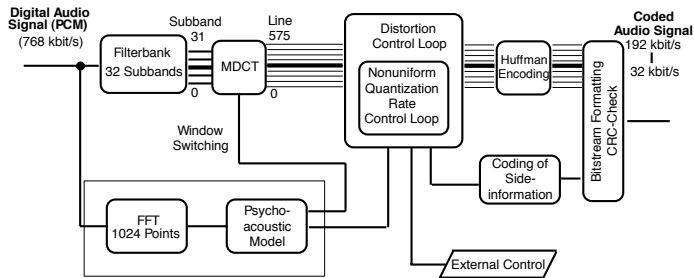 Digital Audio
Signal (PCM)
(768 kbit/s)
Filterbank
32 Subbands
Subband
31
0
MDCT
Line
575
0
Window
Switching
Distortion
Control Loop
Nonuniform
Quantization
Rate
Control Loop
Huffman
Encoding
Bitstream Formatting
CRC-Check
Coded
Audio Signal
192 kbit/s
I
32 kbit/s
Coding of
Side-
information
FFT
1024 Points
Psycho-
acoustic
Model
External Control